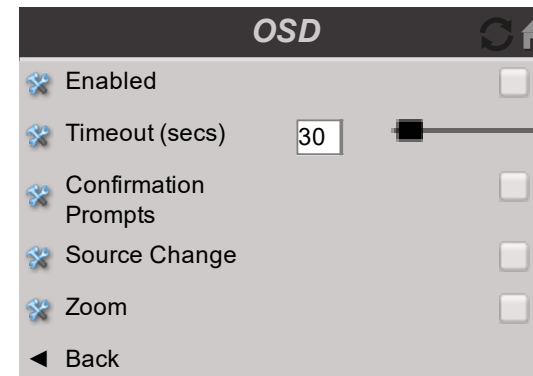 OSD
Enabled
Timeout (secs) 30
Confirmation
Prompts
Source Change
Zoom
Back